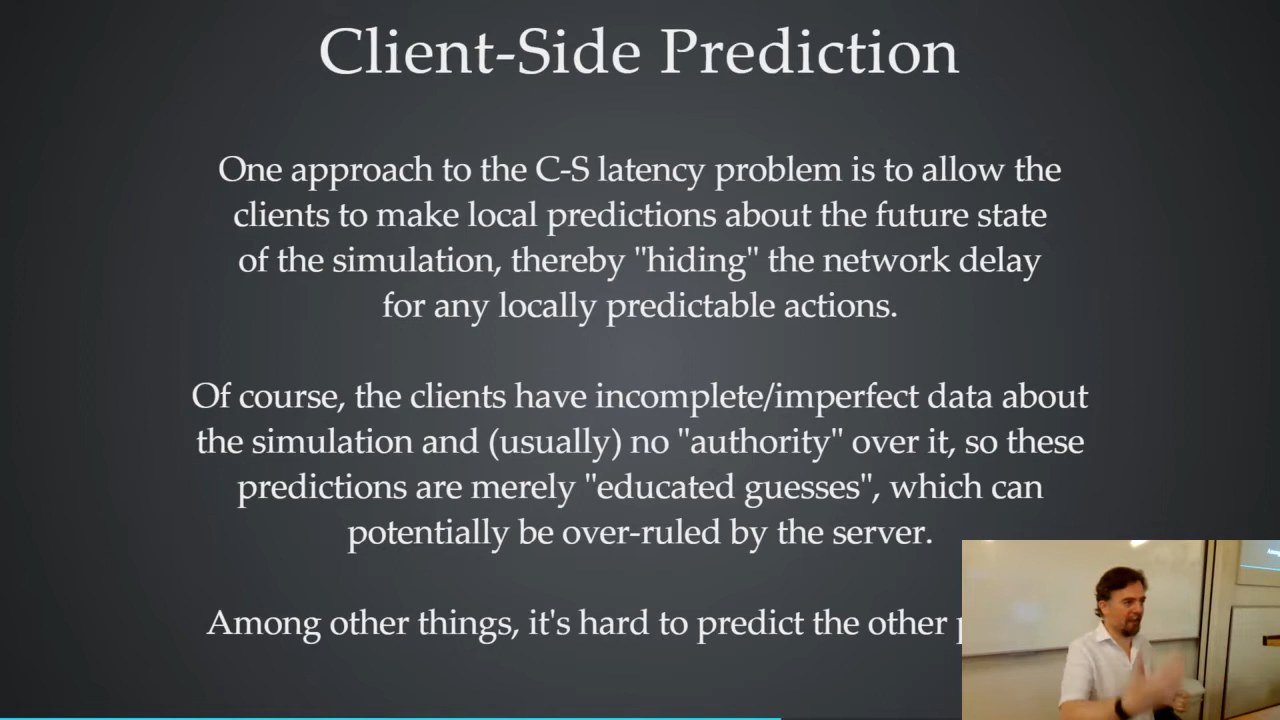 Client-Side Prediction
One approach to the C-S latency problem is to allow the
clients to make local predictions about the future state
of the simulation, thereby "hiding" the network delay
for any locally predictable actions.
Of course, the clients have incomplete/imperfect data about
the simulation and (usually) no "authority" over it, so these
predictions are merely "educated guesses", which can
potentially be over-ruled by the server.
Among other things, it's hard to predict the other